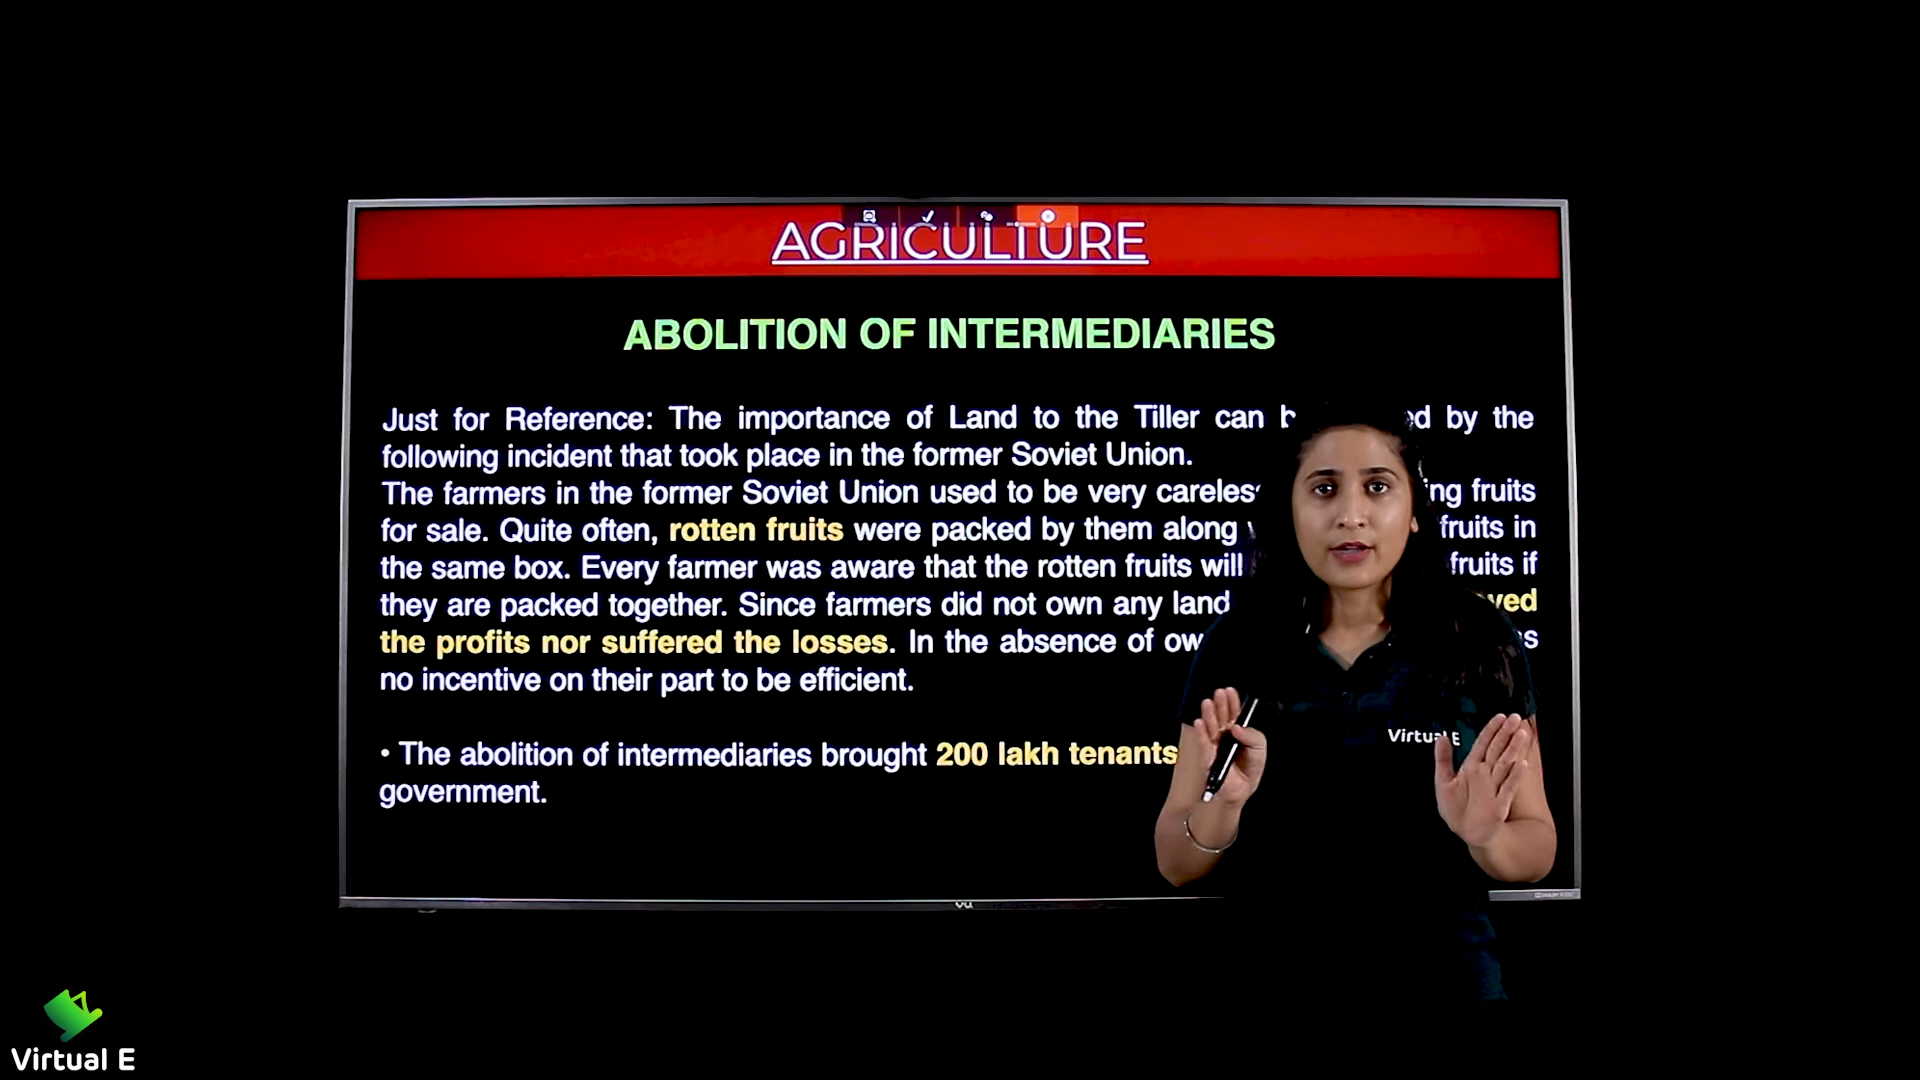 AGRICULTURE
ABOLITION OF INTERMEDIARIES
Just for Reference: The importance of Land to the Tiller can by the
following incident that took place in the former Soviet Union.
The farmers in the former Soviet Union used to be very fruits
for sale. Quite often, rotten fruits were packed by them along fruits in
the same box. Every farmer was aware that the rotten fruits will fruits if
they are packed together. Since farmers did not own any land
the profits nor suffered the losses. In the absence of
no incentive on their part to be efficient.
• The abolition of intermediaries brought 200 lakh tenants
government.
Virtual E
VU
Virtual E